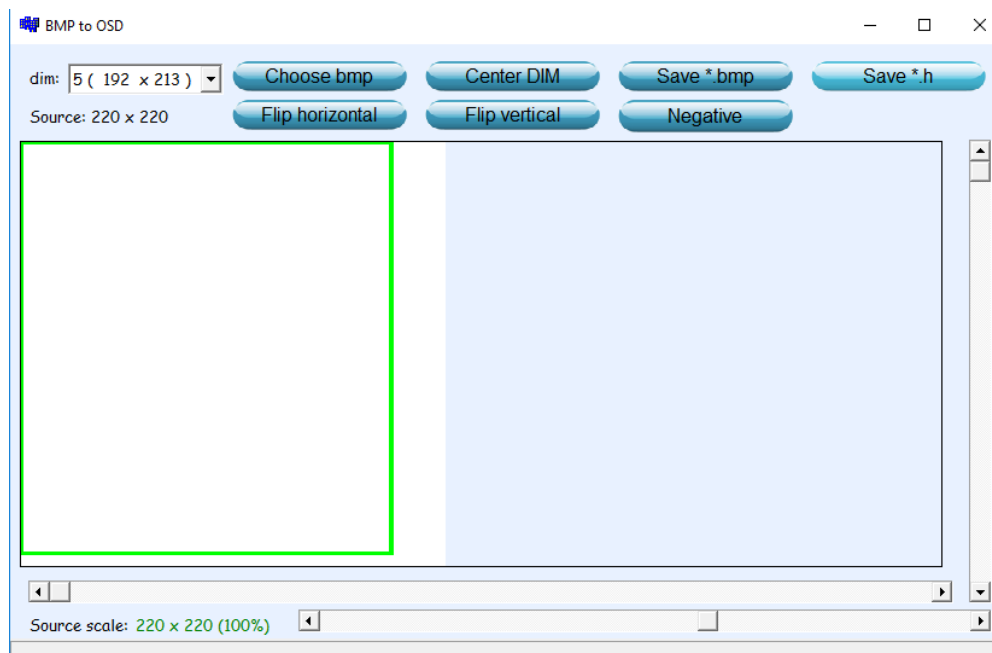 BMP to OSD
dim: 5 ( 192 x 213 ) Choose bmp Center DIM Save *.bmp Save *.h
Source: 220 x 220 Flip horizontal Flip vertical Negative
Source scale: 220 x 220 (100%)